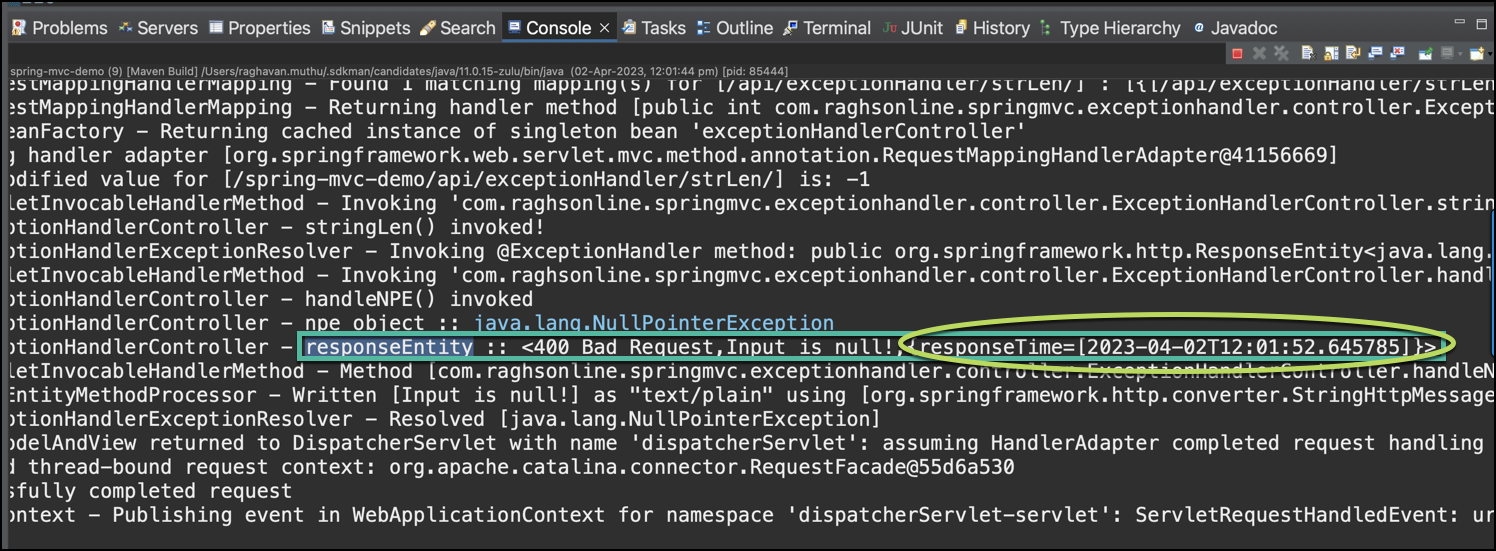 Problems Servers Properties Snippets Search Console Tasks Outline Terminal JUnit History Type Hierarchy Javadoc
spring-mvc-demo (9) [Maven Build] /Users/raghavan.muthu/.sdkman/candidates/java/11.0.15-zulu/bin/java (02-Apr-2023, 12:01:44 pm) [pid: 85444]
estMappingHandlerMapping – Found 1 matching mapping(s) for [/api/exceptionHandler/strLen/] : [{[/api/exceptionHandler/strLen
estMappingHandlerMapping – Returning handler method [public int com.raghsonline.springmvc.exceptionhandler.controller.Except
eanFactory – Returning cached instance of singleton bean 'exceptionHandlerController'
g handler adapter [org.springframework.web.servlet.mvc.method.annotation.RequestMappingHandlerAdapter@41156669]
odified value for [/spring-mvc-demo/api/exceptionHandler/strLen/] is: -1
letInvocableHandlerMethod – Invoking 'com.raghsonline.springmvc.exceptionhandler.controller.ExceptionHandlerController.strin
ptionHandlerController – stringLen() invoked!
ptionHandlerExceptionResolver – Invoking @ExceptionHandler method: public org.springframework.http.ResponseEntity<java.lang.
letInvocableHandlerMethod – Invoking 'com.raghsonline.springmvc.exceptionhandler.controller.ExceptionHandlerController.handl
ptionHandlerController – handleNPE() invoked
ptionHandlerController – npe object :: java.lang.NullPointerException
ptionHandlerController – responseEntity :: <400 Bad Request,Input is null!,{responseTime=[2023-04-02T12:01:52.645785]}>
letInvocableHandlerMethod – Method [com.raghsonline.springmvc.exceptionhandler.controller.ExceptionHandlerController.handleN
EntityMethodProcessor – Written [Input is null!] as "text/plain" using [org.springframework.http.converter.StringHttpMessage
ptionHandlerExceptionResolver – Resolved [java.lang.NullPointerException]
odelAndView returned to DispatcherServlet with name 'dispatcherServlet': assuming HandlerAdapter completed request handling
d thread-bound request context: org.apache.catalina.connector.RequestFacade@55d6a530
sfully completed request
ontext – Publishing event in WebApplicationContext for namespace 'dispatcherServlet-servlet': ServletRequestHandledEvent: ur